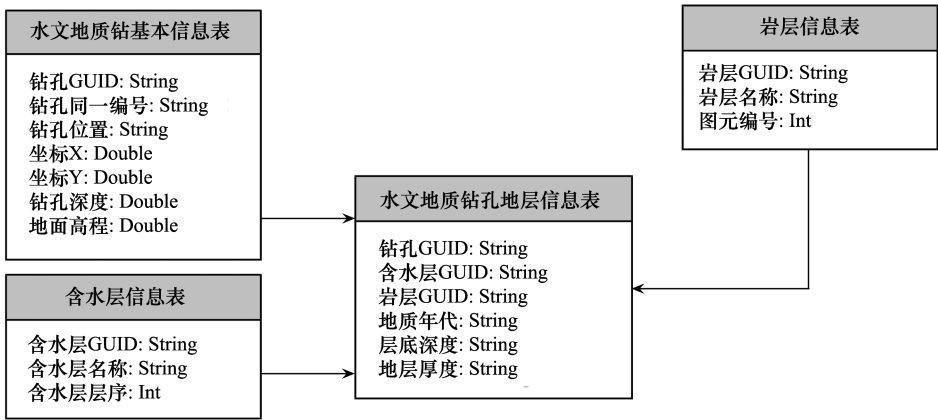 水文地质钻基本信息表
钻孔GUID: String
钻孔同一编号: String
钻孔位置: String
坐标X: Double
坐标Y: Double
钻孔深度: Double
地面高程: Double
含水层信息表
含水层GUID: String
含水层名称: String
含水层层序: Int
水文地质钻孔地层信息表
钻孔GUID: String
含水层GUID: String
岩层GUID: String
地质年代: String
层底深度: String
地层厚度: String
岩层信息表
岩层GUID: String
岩层名称: String
图元编号: Int